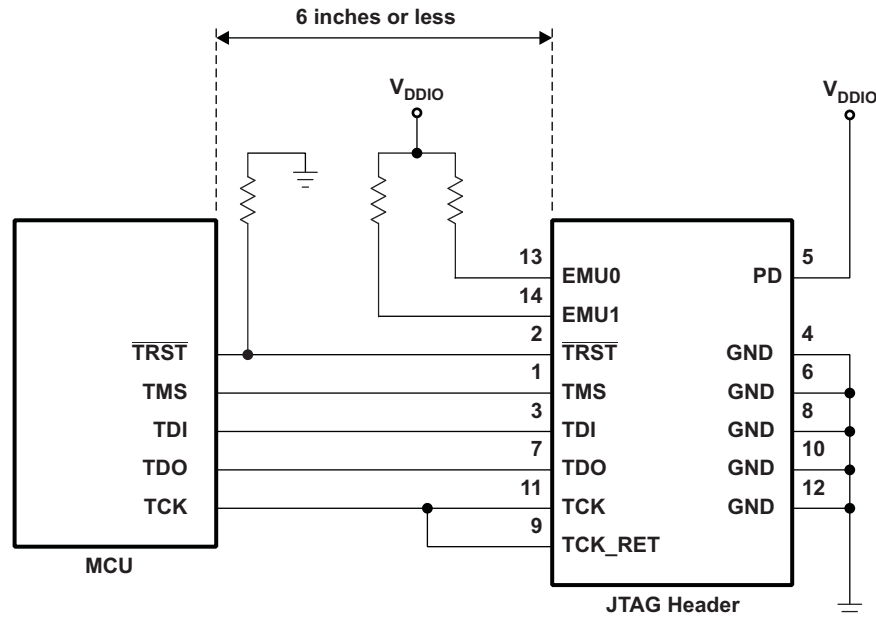 6 inches or less
VDDIO
VDDIO
13
EMU0
5
PD
14
EMU1
TRST
2
TRST
4
GND
TMS
1
TMS
6
GND
TDI
3
TDI
8
GND
TDO
7
TDO
10
GND
TCK
11
TCK
12
GND
9
TCK_RET
MCU
JTAG Header